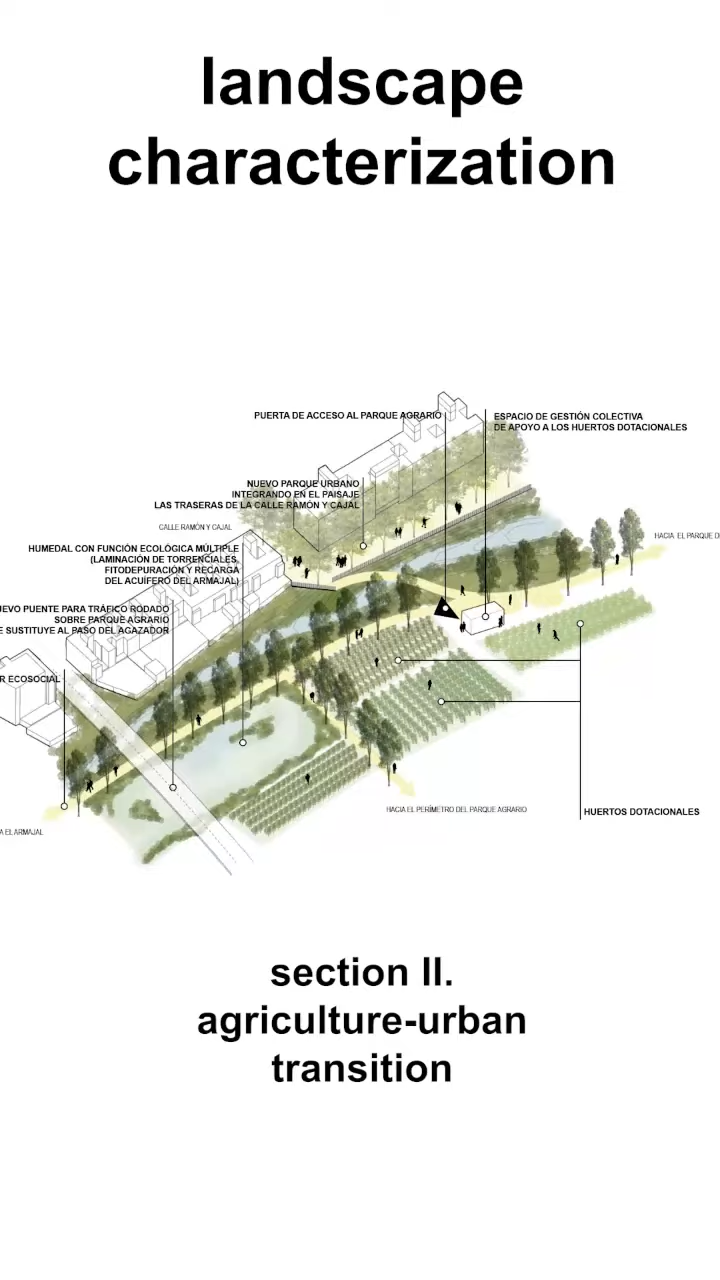 landscape
characterization
PUERTA DE ACCESO AL PARQUE AGRARIO
ESPACIO DE GESTIÓN COLECTIVA
DE APOYO A LOS HUERTOS DOTACIONALES
NUEVO PARQUE URBANO
INTEGRANDO EN EL PAISAJE
LAS TRASERAS DE LA CALLE RAMÓN Y CAJAL
CALLE RAMÓN Y CAJAL
HACIA EL PARQUE D
HUMEDAL CON FUNCIÓN ECOLÓGICA MÚLTIPLE
(LAMINACIÓN DE TORRENCIALES,
FITODEPURACIÓN Y RECARGA
DEL ACUÍFERO DEL ARMAJAL)
UEVO PUENTE PARA TRÁFICO RODADO
SOBRE PARQUE AGRARIO
E SUSTITUYE AL PASO DEL AGAZADOR
R ECOSOCIAL
HACIA EL PERÍMETRO DEL PARQUE AGRARIO
HUERTOS DOTACIONALES
A EL ARMAJAL
section II.
agriculture-urban
transition